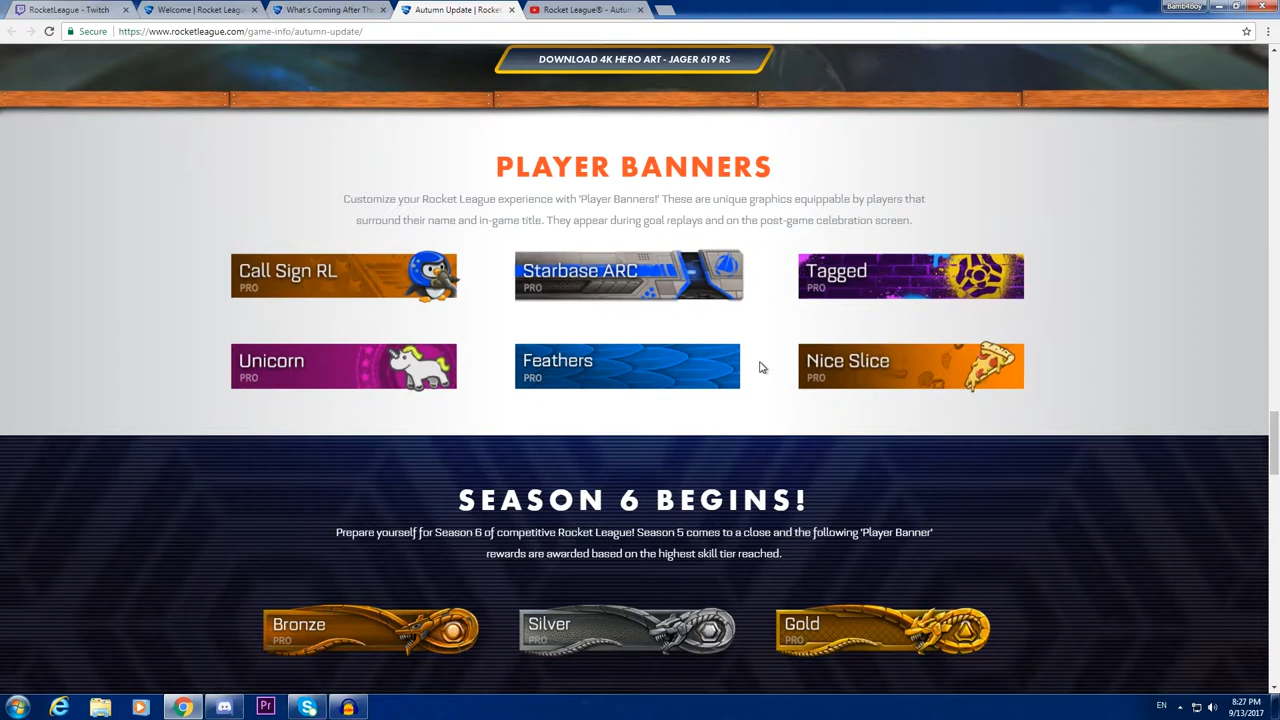 RocketLeague - Twitch
Welcome | Rocket Leagu
What's Coming After The
Autumn Update | Rocket
Rocket League® - Autum
Bamb4Boy
Secure
https://www.rocketleague.com/game-info/autumn-update/
DOWNLOAD 4K HERO ART - JAGER 619 RS
PLAYER BANNERS
Customize your Rocket League experience with 'Player Banners!' These are unique graphics equippable by players that
surround their name and in-game title. They appear during goal replays and on the post-game celebration screen.
Call Sign RL
PRO
Starbase ARC
PRO
Tagged
PRO
Unicorn
PRO
Feathers
PRO
Nice Slice
PRO
SEASON 6 BEGINS!
Prepare yourself for Season 6 of competitive Rocket League! Season 5 comes to a close and the following 'Player Banner'
rewards are awarded based on the highest skill tier reached.
Bronze
PRO
Silver
PRO
Gold
PRO
Pr
EN
8:27 PM
9/13/2017